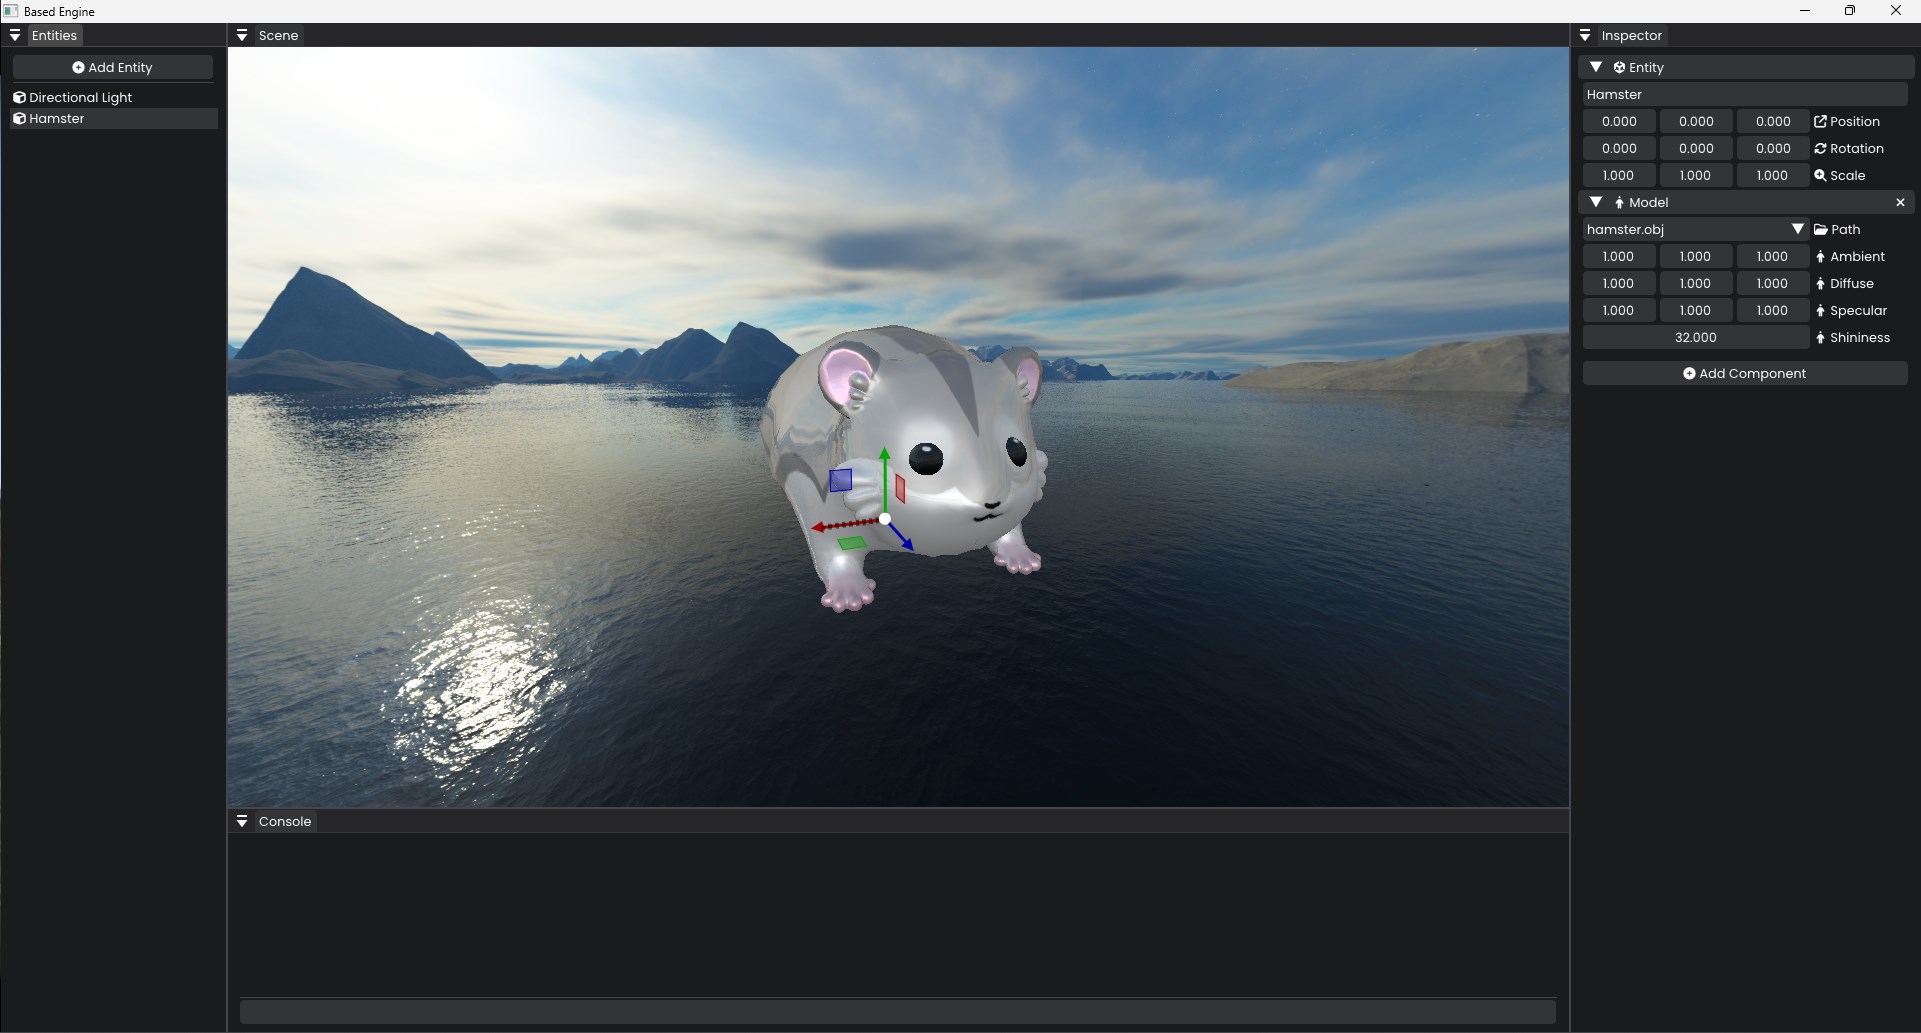 Based Engine
Entities
Add Entity
Directional Light
Hamster
Scene
Console
Inspector
Entity
Hamster
0.000 0.000 0.000 Position
0.000 0.000 0.000 Rotation
1.000 1.000 1.000 Scale
Model
hamster.obj Path
1.000 1.000 1.000 Ambient
1.000 1.000 1.000 Diffuse
1.000 1.000 1.000 Specular
32.000 Shininess
Add Component